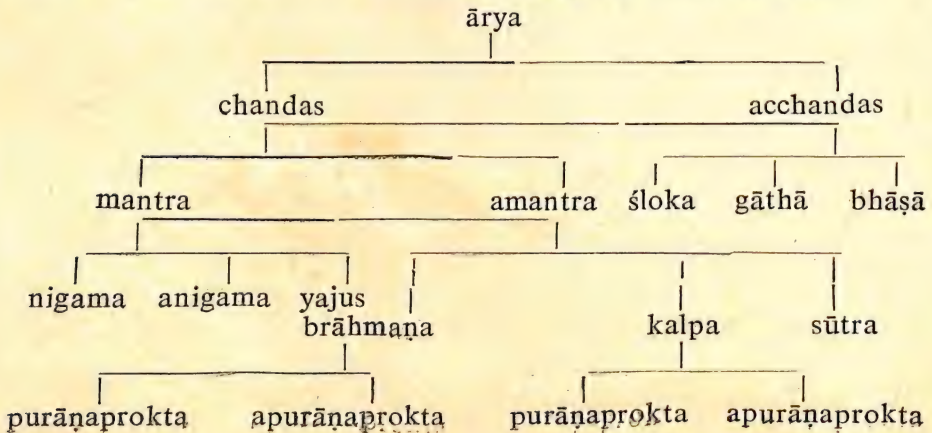 ārya
chandas acchandas
mantra amantra śloka gāthā bhāṣā
nigama anigama yajus
brāhmaṇa kalpa sūtra
purāṇaprokta apurāṇaprokta purāṇaprokta apurāṇaprokta